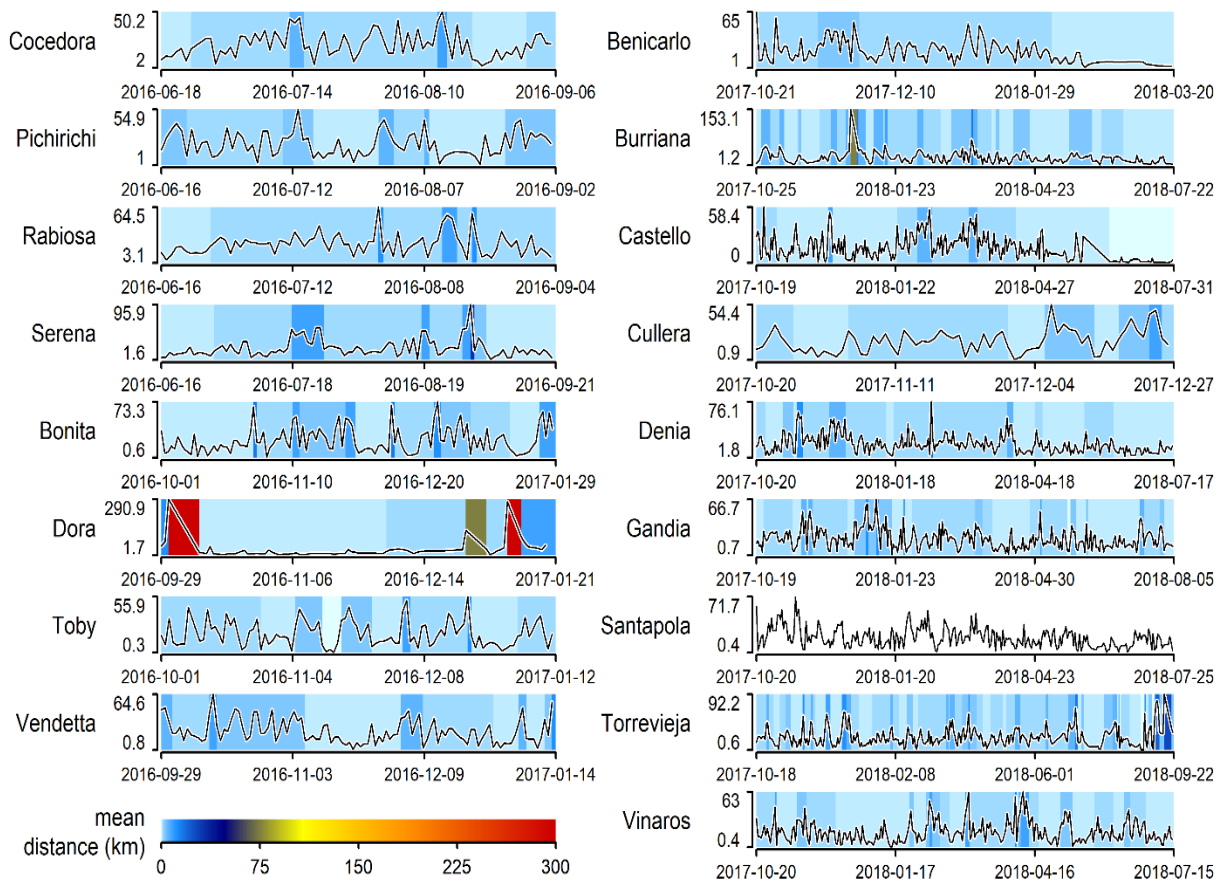 Cocedora
50.2
2
2016-06-18 2016-07-14 2016-08-10 2016-09-06
Pichirichi
54.9
1
2016-06-16 2016-07-12 2016-08-07 2016-09-02
Rabiosa
64.5
3.1
2016-06-16 2016-07-12 2016-08-08 2016-09-04
Serena
95.9
1.6
2016-06-16 2016-07-18 2016-08-19 2016-09-21
Bonita
73.3
0.6
2016-10-01 2016-11-10 2016-12-20 2017-01-29
Dora
290.9
1.7
2016-09-29 2016-11-06 2016-12-14 2017-01-21
Toby
55.9
0.3
2016-10-01 2016-11-04 2016-12-08 2017-01-12
Vendetta
64.6
0.8
2016-09-29 2016-11-03 2016-12-09 2017-01-14
mean
distance (km)
0 75 150 225 300
Benicarlo
65
1
2017-10-21 2017-12-10 2018-01-29 2018-03-20
Burriana
153.1
1.2
2017-10-25 2018-01-23 2018-04-23 2018-07-22
Castello
58.4
0
2017-10-19 2018-01-22 2018-04-27 2018-07-31
Cullera
54.4
0.9
2017-10-20 2017-11-11 2017-12-04 2017-12-27
Denia
76.1
1.8
2017-10-20 2018-01-18 2018-04-18 2018-07-17
Gandia
66.7
0.7
2017-10-19 2018-01-23 2018-04-30 2018-08-05
Santapola
71.7
0.4
2017-10-20 2018-01-20 2018-04-23 2018-07-25
Torrevieja
92.2
0.6
2017-10-18 2018-02-08 2018-06-01 2018-09-22
Vinaros
63
0.4
2017-10-20 2018-01-17 2018-04-16 2018-07-15